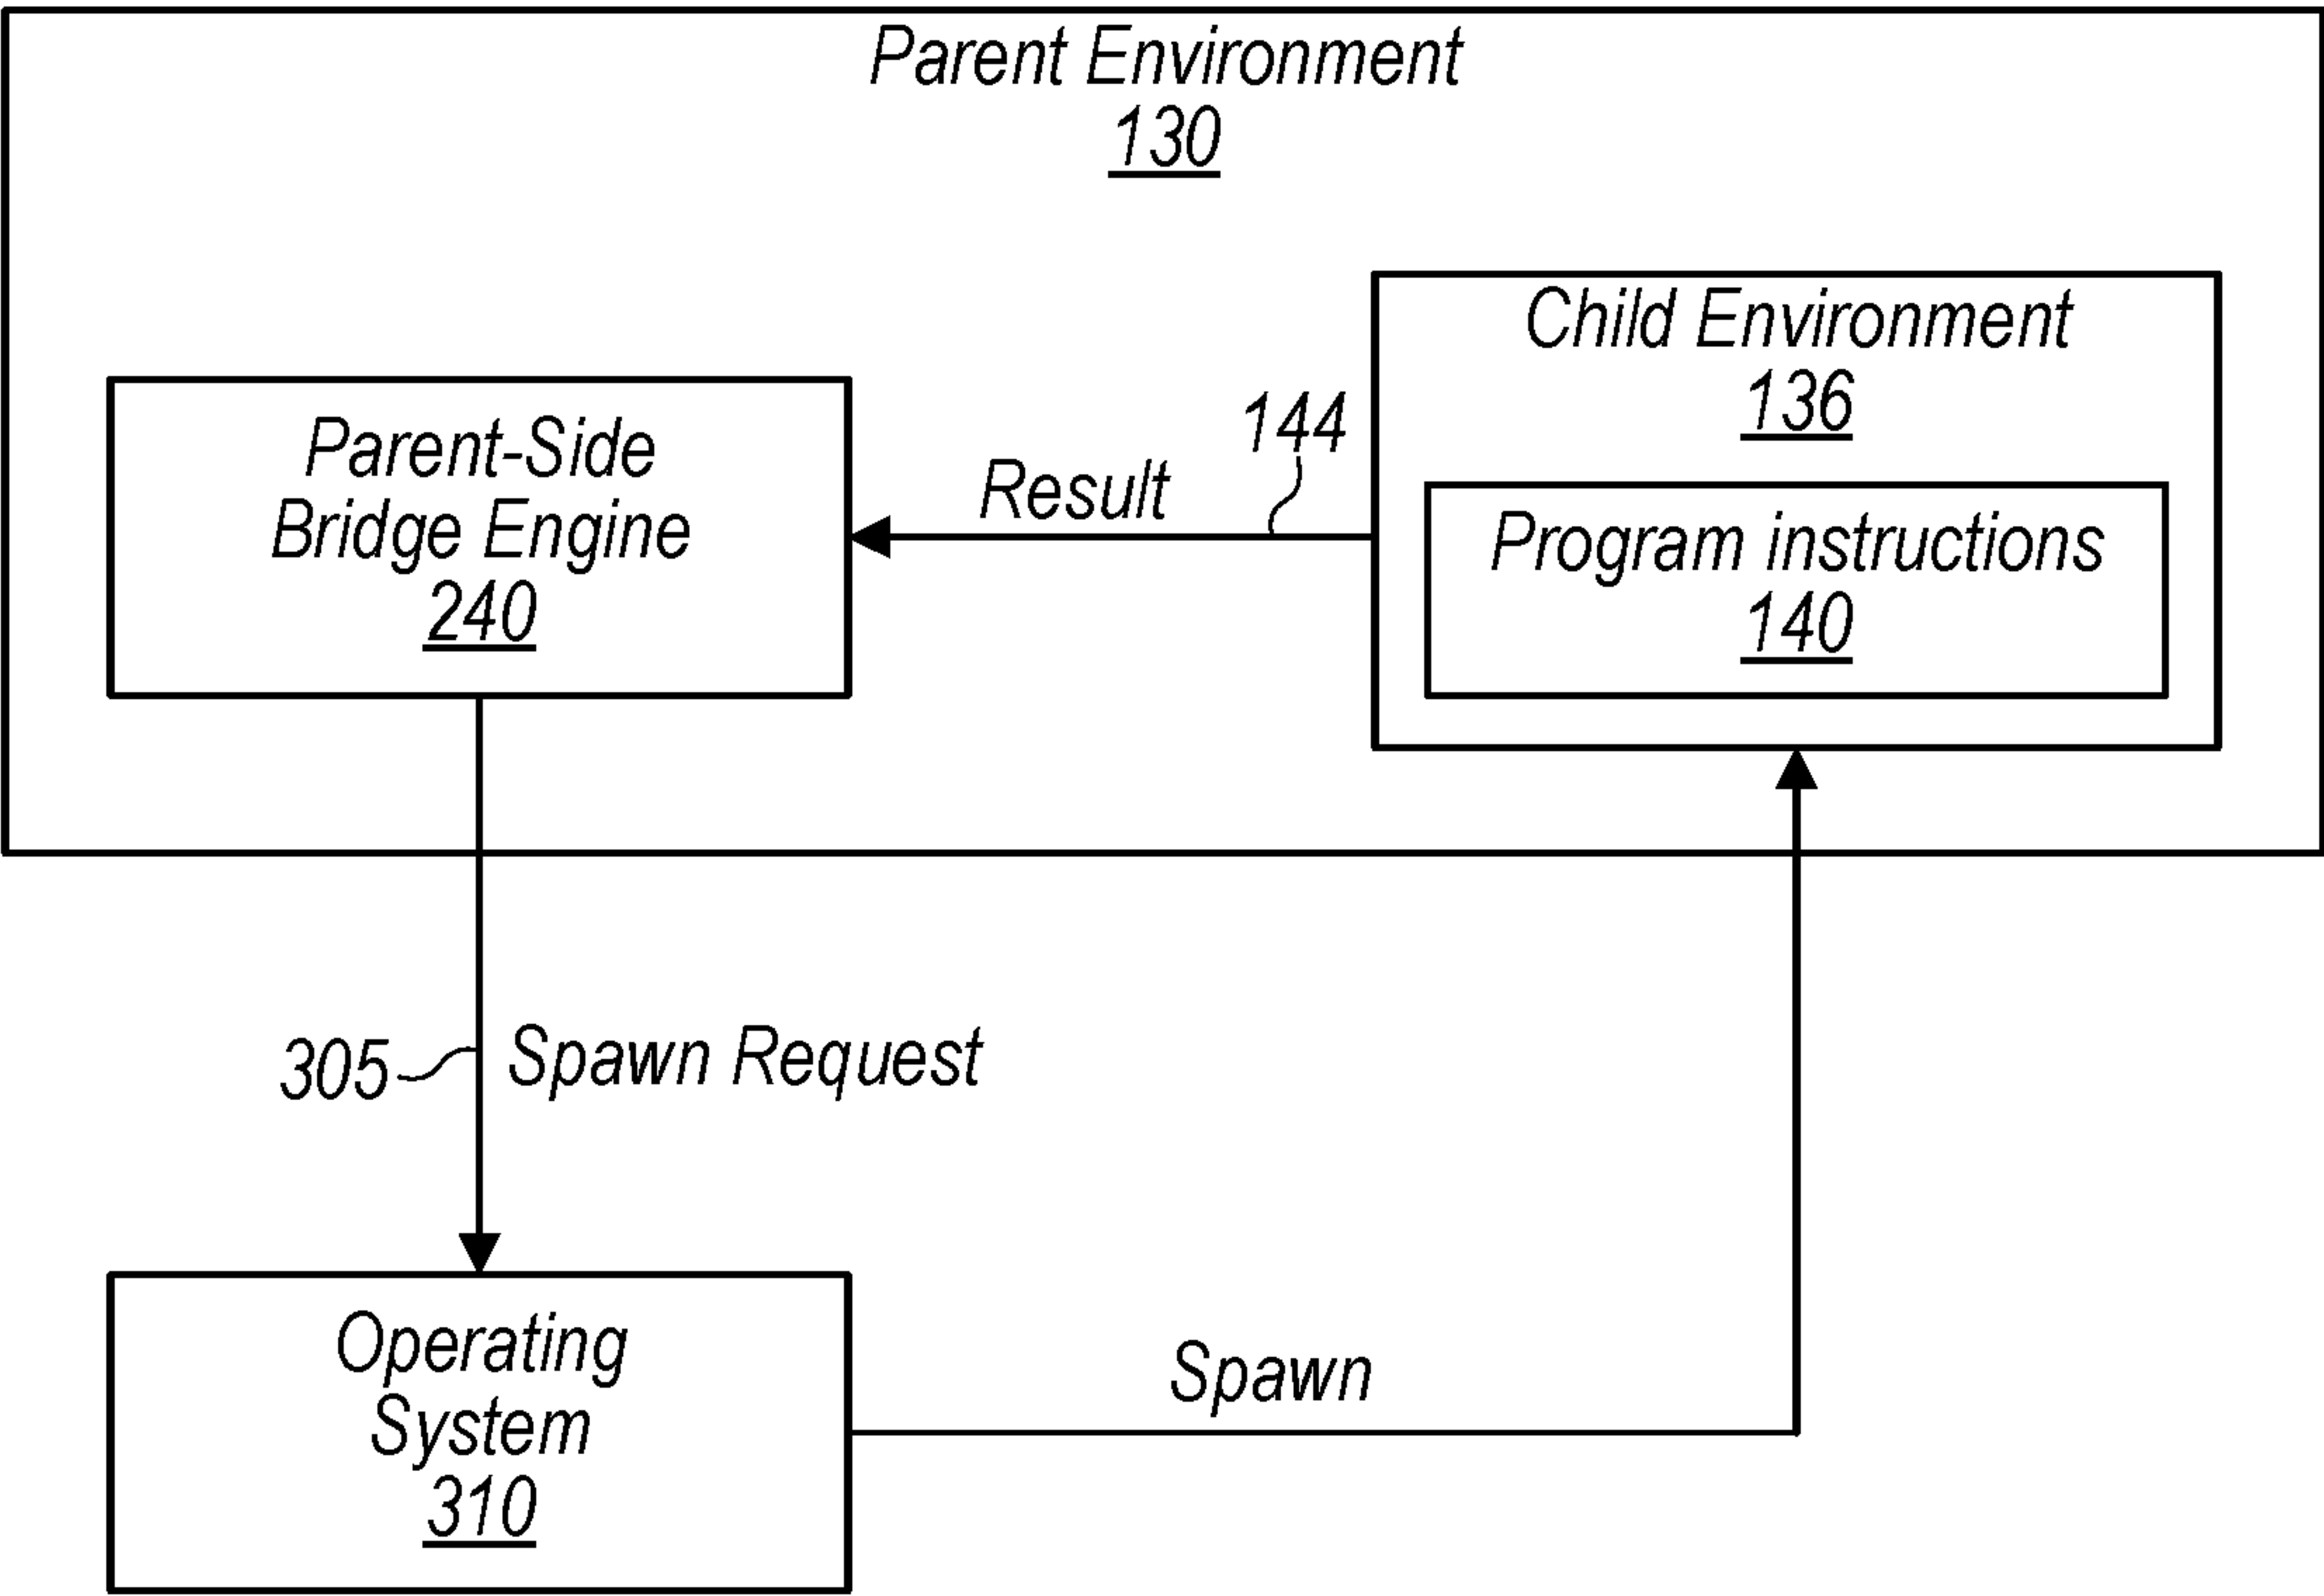 Parent Environment
130
Child Environment
136
Program instructions
140
Parent-Side
Bridge Engine
240
Result
144
305
Spawn Request
Operating
System
310
Spawn